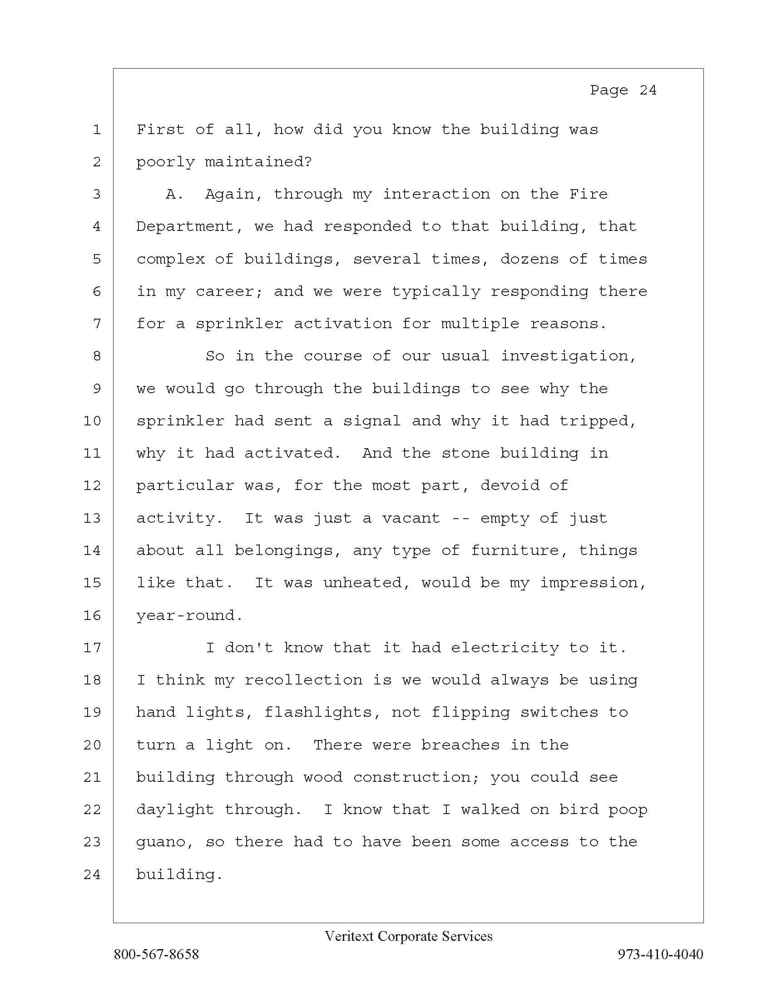 Page 24
1 First of all, how did you know the building was
2 poorly maintained?
3 A. Again, through my interaction on the Fire
4 Department, we had responded to that building, that
5 complex of buildings, several times, dozens of times
6 in my career; and we were typically responding there
7 for a sprinkler activation for multiple reasons.
8 So in the course of our usual investigation,
9 we would go through the buildings to see why the
10 sprinkler had sent a signal and why it had tripped,
11 why it had activated. And the stone building in
12 particular was, for the most part, devoid of
13 activity. It was just a vacant -- empty of just
14 about all belongings, any type of furniture, things
15 like that. It was unheated, would be my impression,
16 year-round.
17 I don't know that it had electricity to it.
18 I think my recollection is we would always be using
19 hand lights, flashlights, not flipping switches to
20 turn a light on. There were breaches in the
21 building through wood construction; you could see
22 daylight through. I know that I walked on bird poop
23 guano, so there had to have been some access to the
24 building.
Veritext Corporate Services
800-567-8658 973-410-4040